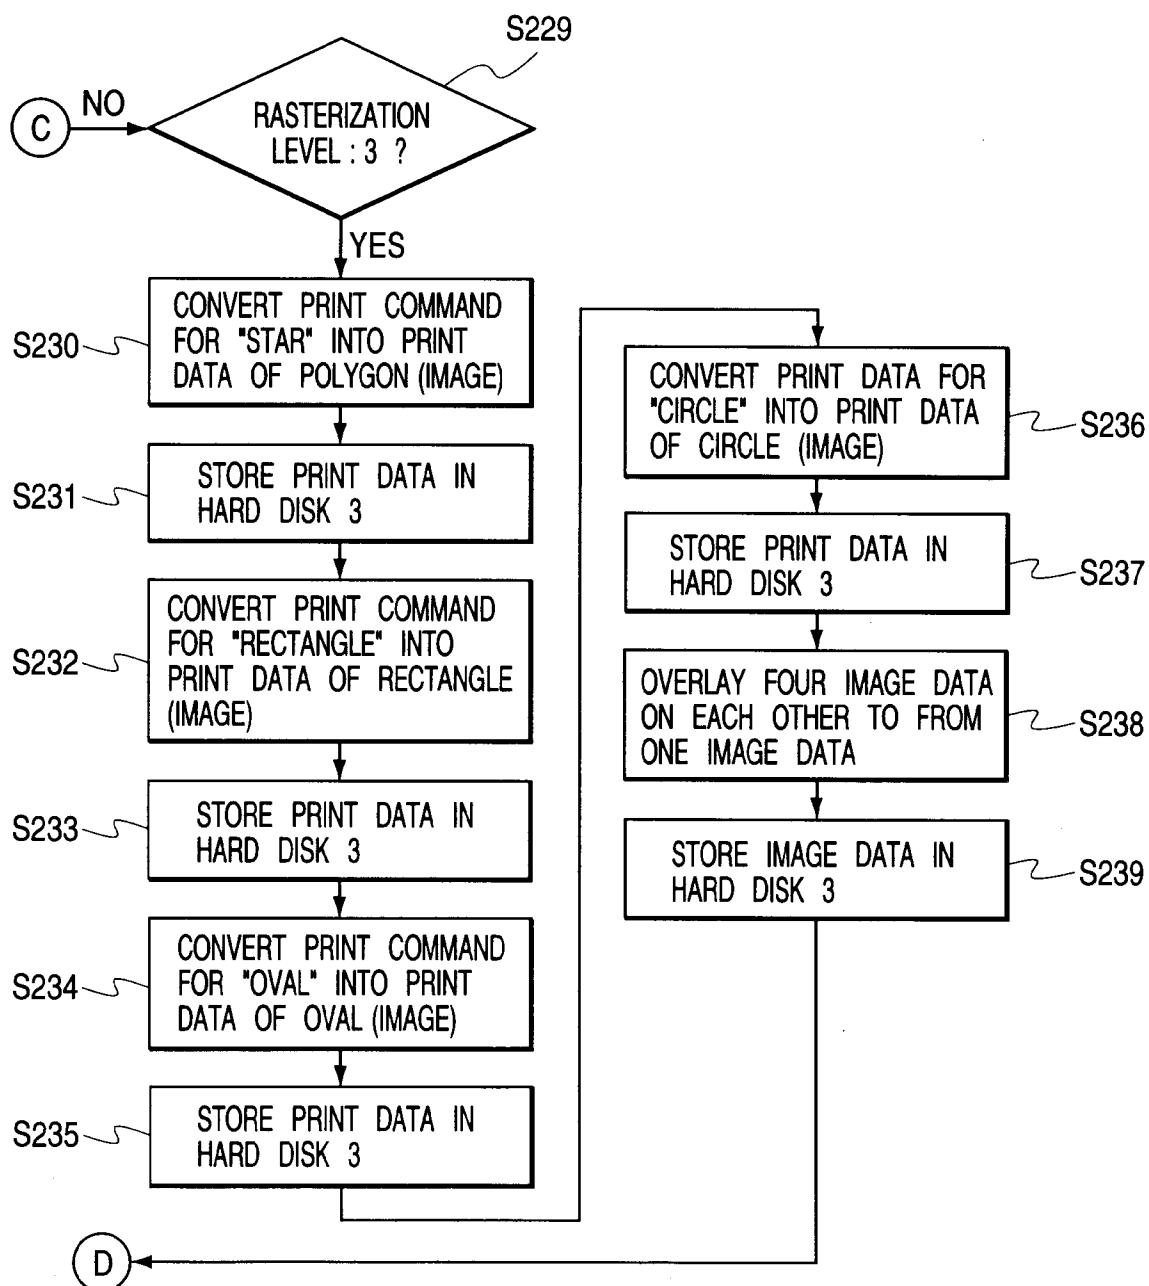 S229
C
NO
RASTERIZATION
LEVEL : 3 ?
YES
S230
CONVERT PRINT COMMAND
FOR "STAR" INTO PRINT
DATA OF POLYGON (IMAGE)
S231
STORE PRINT DATA IN
HARD DISK 3
S232
CONVERT PRINT COMMAND
FOR "RECTANGLE" INTO
PRINT DATA OF RECTANGLE
(IMAGE)
S233
STORE PRINT DATA IN
HARD DISK 3
S234
CONVERT PRINT COMMAND
FOR "OVAL" INTO PRINT
DATA OF OVAL (IMAGE)
S235
STORE PRINT DATA IN
HARD DISK 3
CONVERT PRINT DATA FOR
"CIRCLE" INTO PRINT DATA
OF CIRCLE (IMAGE)
S236
STORE PRINT DATA IN
HARD DISK 3
S237
OVERLAY FOUR IMAGE DATA
ON EACH OTHER TO FROM
ONE IMAGE DATA
S238
STORE IMAGE DATA IN
HARD DISK 3
S239
D